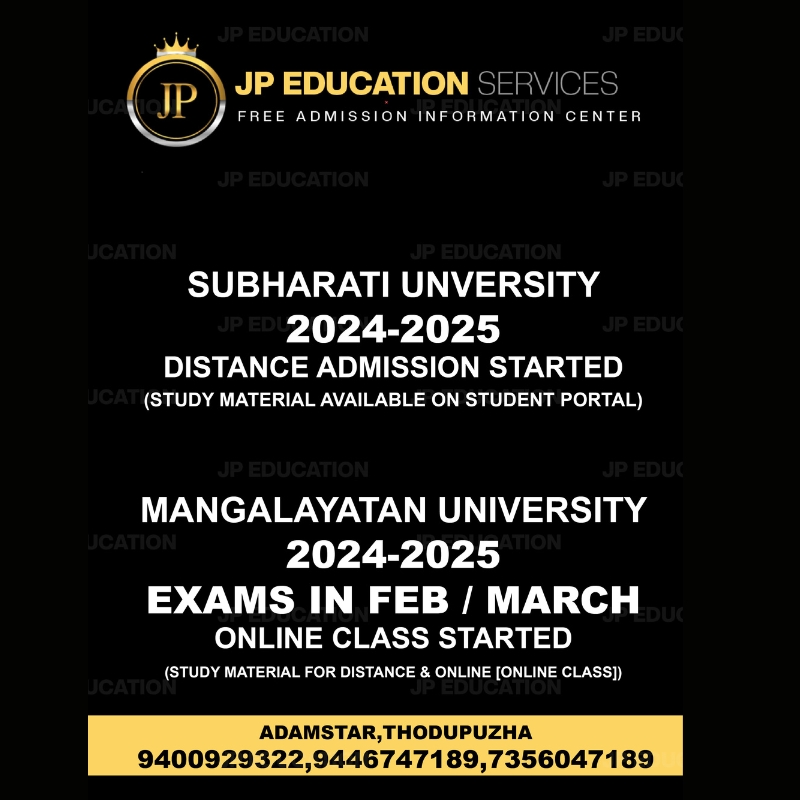 JP EDUCATION SERVICES
FREE ADMISSION INFORMATION CENTER
JP
SUBHARATI UNVERSITY
2024-2025
DISTANCE ADMISSION STARTED
(STUDY MATERIAL AVAILABLE ON STUDENT PORTAL)
MANGALAYATAN UNIVERSITY
2024-2025
EXAMS IN FEB / MARCH
ONLINE CLASS STARTED
(STUDY MATERIAL FOR DISTANCE & ONLINE [ONLINE CLASS])
ADAMSTAR,THODUPUZHA
9400929322,9446747189,7356047189